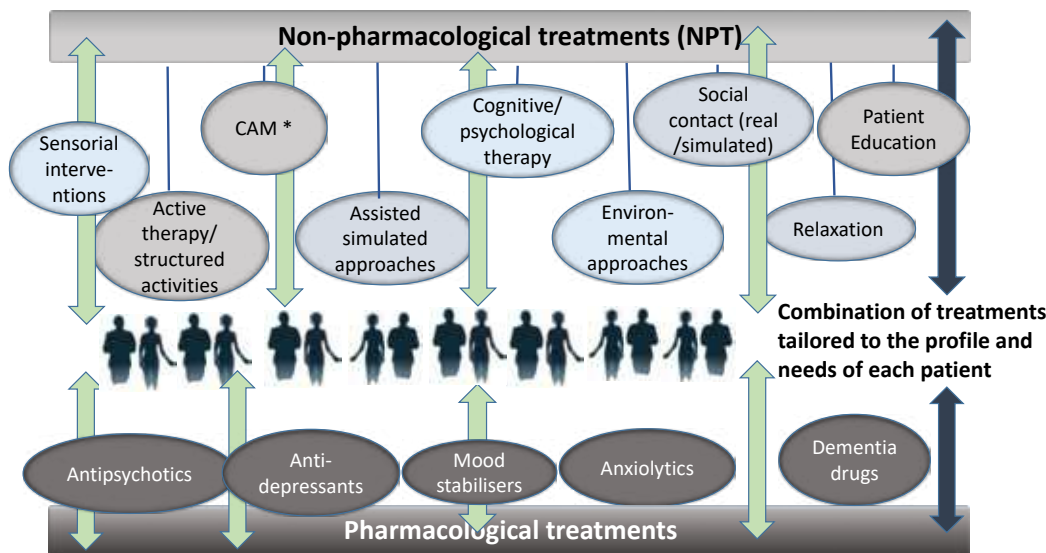 Non-pharmacological treatments (NPT)
Sensorial
interve-
ntions
CAM *
Cognitive/
psychological
therapy
Social
contact (real
/simulated)
Patient
Education
Active
therapy/
structured
activities
Assisted
simulated
approaches
Environ-
mental
approaches
Relaxation
Combination of treatments
tailored to the profile and
needs of each patient
Antipsychotics
Anti-
depressants
Mood
stabilisers
Anxiolytics
Dementia
drugs
Pharmacological treatments